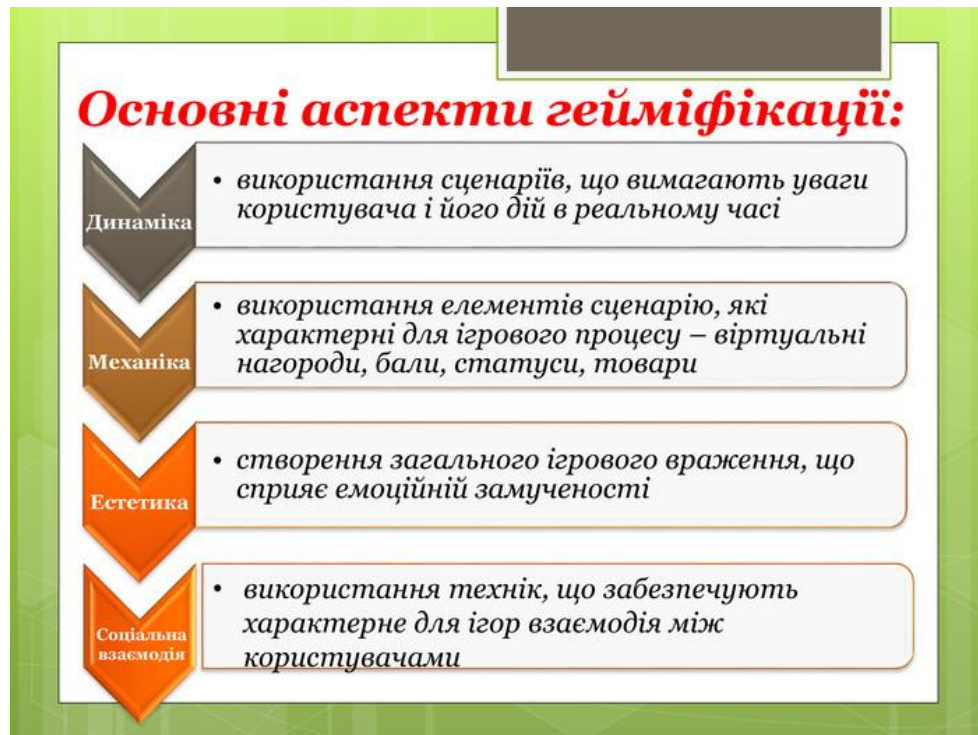 Основні аспекти гейміфікації:
Динаміка
• використання сценаріїв, що вимагають уваги
користувача і його дій в реальному часі
Механіка
• використання елементів сценарію, які
характерні для ігрового процесу – віртуальні
нагороди, бали, статуси, товари
Естетика
• створення загального ігрового враження, що
сприяє емоційній замученості
Соціальна
взаємодія
• використання технік, що забезпечують
характерне для ігор взаємодія між
користувачами